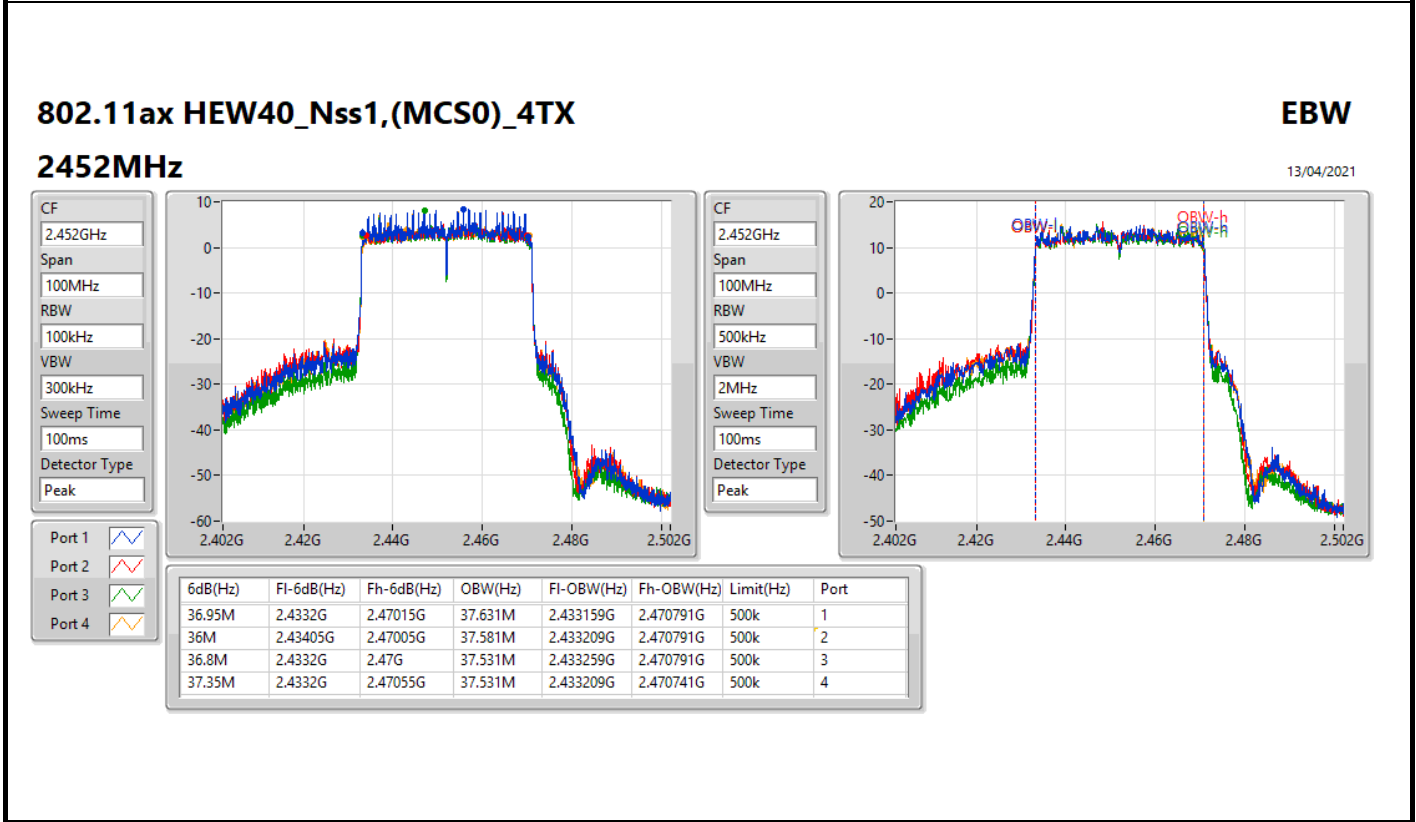 802.11ax HEW40_Nss1,(MCS0)_4TX
EBW
2452MHz
13/04/2021
CF
2.452GHz
Span
100MHz
RBW
100kHz
VBW
300kHz
Sweep Time
100ms
Detector Type
Peak
Port 1
Port 2
Port 3
Port 4
10
0
-10
-20
-30
-40
-50
-60
2.402G 2.42G 2.44G 2.46G 2.48G 2.502G
CF
2.452GHz
Span
100MHz
RBW
500kHz
VBW
2MHz
Sweep Time
100ms
Detector Type
Peak
20
10
0
-10
-20
-30
-40
-50
OBW-l
OBW-h
OBW-h
2.402G 2.42G 2.44G 2.46G 2.48G 2.502G
6dB(Hz) Fl-6dB(Hz) Fh-6dB(Hz) OBW(Hz) Fl-OBW(Hz) Fh-OBW(Hz) Limit(Hz) Port
36.95M 2.4332G 2.47015G 37.631M 2.433159G 2.470791G 500k 1
36M 2.43405G 2.47005G 37.581M 2.433209G 2.470791G 500k 2
36.8M 2.4332G 2.47G 37.531M 2.433259G 2.470791G 500k 3
37.35M 2.4332G 2.47055G 37.531M 2.433209G 2.470741G 500k 4